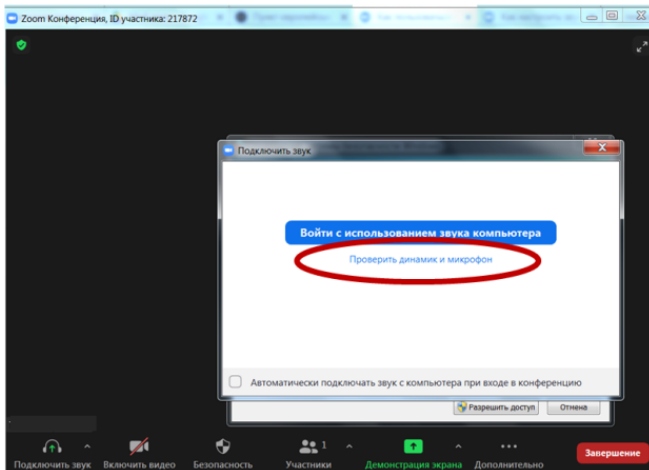 Zoom Конференция, ID участника: 217872
Подключить звук
Войти с использованием звука компьютера
Проверить динамик и микрофон
Автоматически подключать звук с компьютера при входе в конференцию
Разрешить доступ
Отмена
1
Подключить звук
Включить видео
Безопасность
Участники
Демонстрация экрана
Дополнительно
Завершение